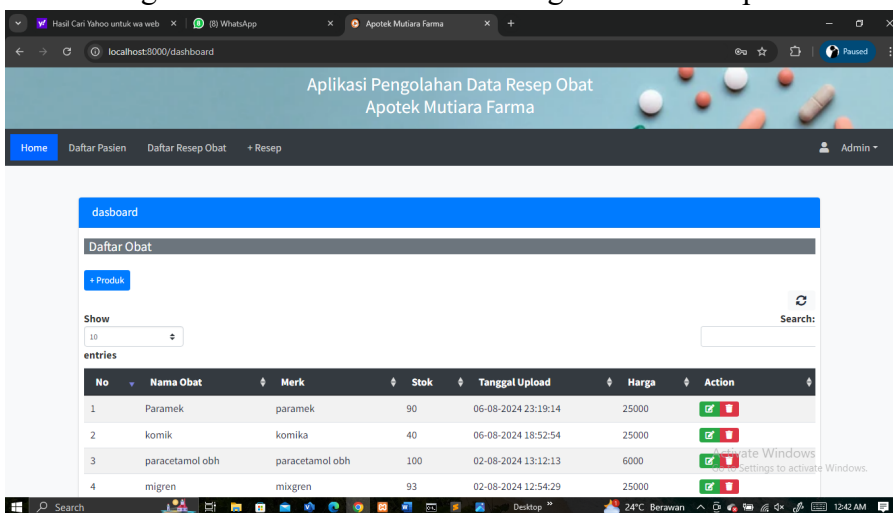 Hasil Cari Yahoo untuk wa web
(8) WhatsApp
Apotek Mutiara Farma
localhost:8000/dashboard
Paused
Aplikasi Pengolahan Data Resep Obat
Apotek Mutiara Farma
Home Daftar Pasien Daftar Resep Obat + Resep Admin
dasboard
Daftar Obat
+ Produk
Show Search:
10
entries
No Nama Obat Merk Stok Tanggal Upload Harga Action
1 Paramek paramek 90 06-08-2024 23:19:14 25000
2 komik komika 40 06-08-2024 18:52:54 25000
3 paracetamol obh paracetamol obh 100 02-08-2024 13:12:13 6000
4 migren mixgren 93 02-08-2024 12:54:29 25000
Activate Windows
Go to Settings to activate Windows.
Search Desktop 24°C Berawan 12:42 AM